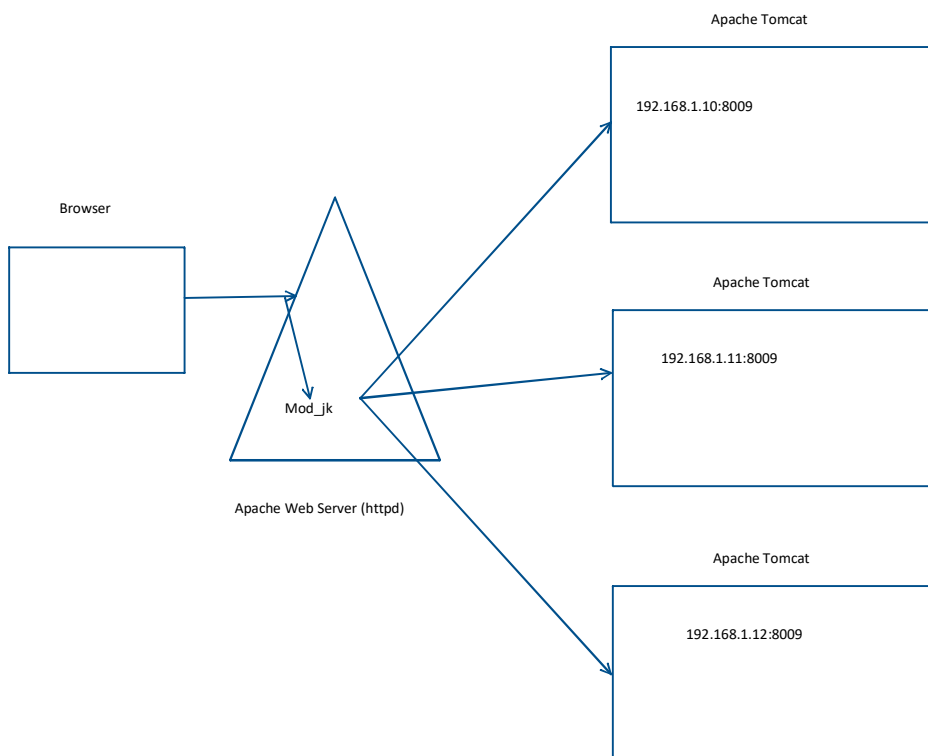 Apache Tomcat
192.168.1.10:8009
Browser
Apache Tomcat
192.168.1.11:8009
Mod_jk
Apache Web Server (httpd)
Apache Tomcat
192.168.1.12:8009